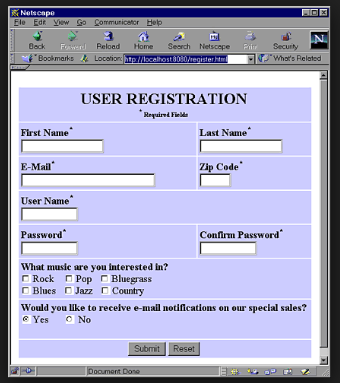 Netscape
File Edit View Go Communicator Help
Back Forward Reload Home Search Netscape Print Security N
Bookmarks Location: http://localhost:8080/register.html What's Related
USER REGISTRATION
* Required Fields
First Name* Last Name*
E-Mail* Zip Code*
User Name*
Password* Confirm Password*
What music are you interested in?
Rock Pop Bluegrass
Blues Jazz Country
Would you like to receive e-mail notifications on our special sales?
Yes No
Submit Reset
Document Done